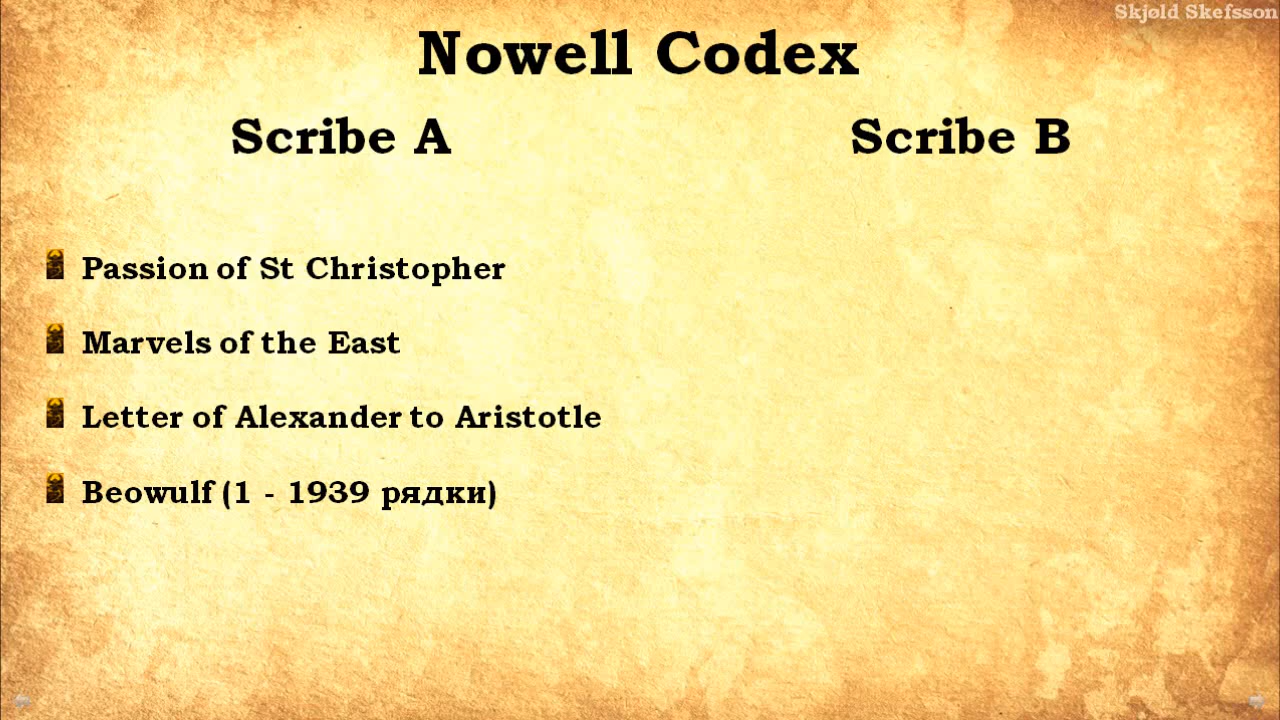 Skjøld Skefsson
Nowell Codex
Scribe A
Scribe B
Passion of St Christopher
Marvels of the East
Letter of Alexander to Aristotle
Beowulf (1 - 1939 рядки)